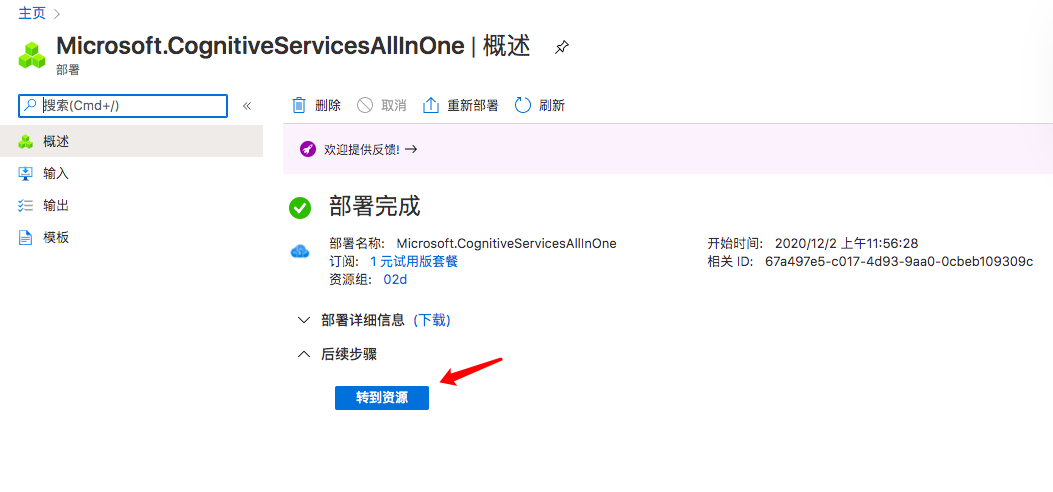 主页
Microsoft.CognitiveServicesAllInOne | 概述
部署
搜索(Cmd+/)
«
删除
取消
重新部署
刷新
概述
输入
输出
模板
欢迎提供反馈! →
部署完成
部署名称: Microsoft.CognitiveServicesAllInOne
订阅: 1 元试用版套餐
资源组: 02d
开始时间: 2020/12/2 上午11:56:28
相关 ID: 67a497e5-c017-4d93-9aa0-0cbeb109309c
部署详细信息 (下载)
后续步骤
转到资源